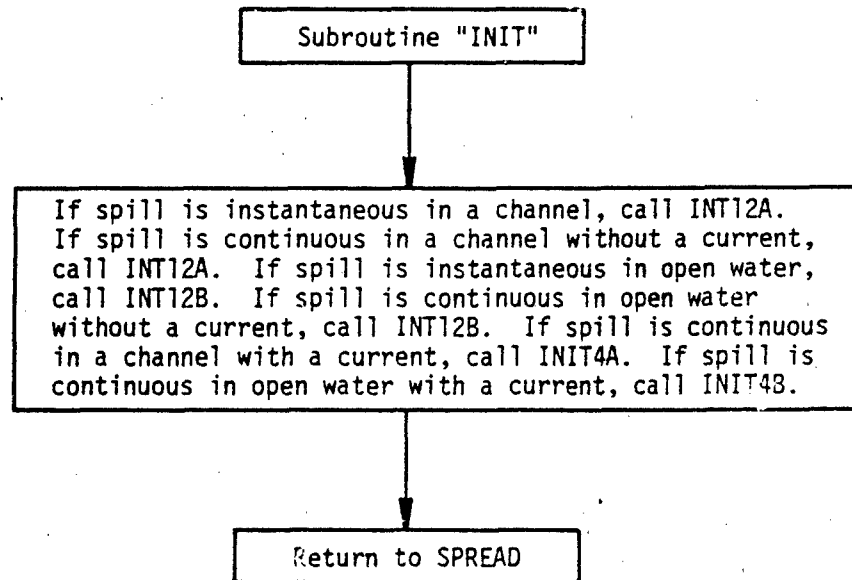 Subroutine "INIT"
If spill is instantaneous in a channel, call INT12A.
If spill is continuous in a channel without a current,
call INT12A. If spill is instantaneous in open water,
call INT12B. If spill is continuous in open water
without a current, call INT12B. If spill is continuous
in a channel with a current, call INIT4A. If spill is
continuous in open water with a current, call INIT4B.
Return to SPREAD